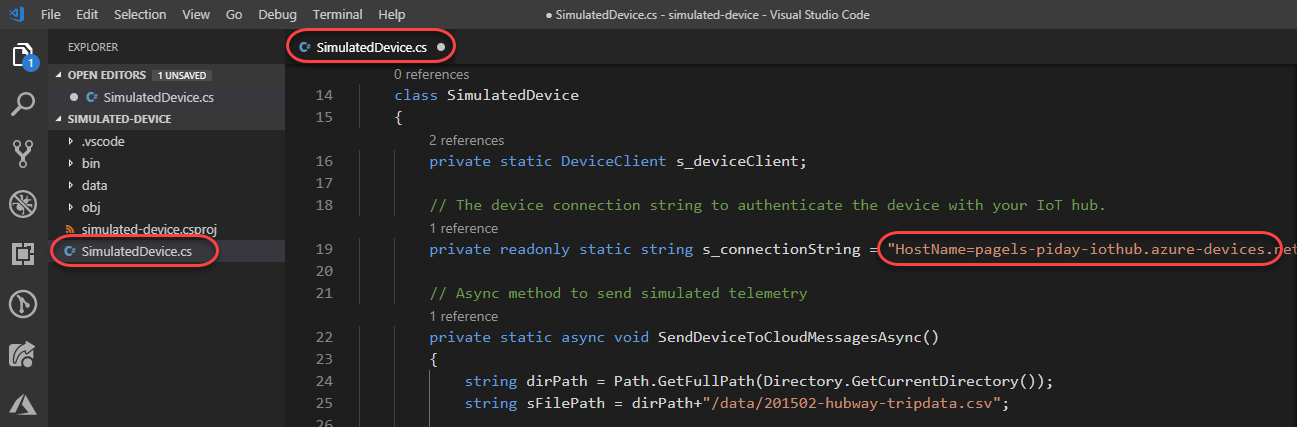 File Edit Selection View Go Debug Terminal Help ● SimulatedDevice.cs - simulated-device - Visual Studio Code
EXPLORER
OPEN EDITORS 1 UNSAVED
SimulatedDevice.cs
SIMULATED-DEVICE
.vscode
bin
data
obj
simulated-device.csproj
SimulatedDevice.cs
1
SimulatedDevice.cs ●
0 references
14 class SimulatedDevice
15 {
2 references
16 private static DeviceClient s_deviceClient;
17
18 // The device connection string to authenticate the device with your IoT hub.
1 reference
19 private readonly static string s_connectionString = "HostName=pagels-piday-iothub.azure-devices.net
20
21 // Async method to send simulated telemetry
1 reference
22 private static async void SendDeviceToCloudMessagesAsync()
23 {
24 string dirPath = Path.GetFullPath(Directory.GetCurrentDirectory());
25 string sFilePath = dirPath+"/data/201502-hubway-tripdata.csv";
26